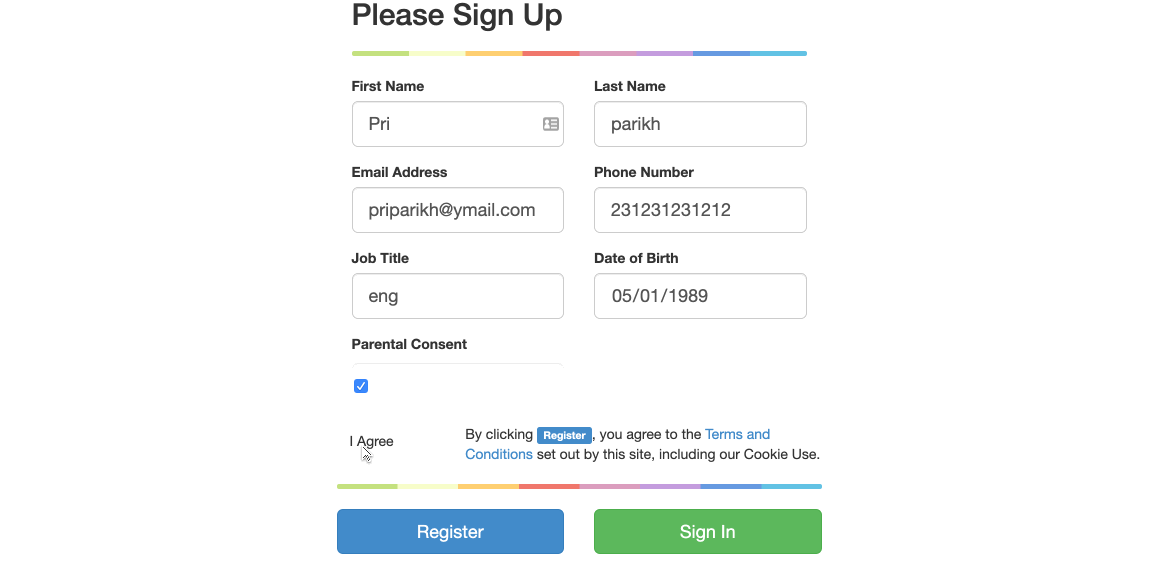 Please Sign Up
First Name
Last Name
Pri
parikh
Email Address
Phone Number
priparikh@ymail.com
231231231212
Job Title
Date of Birth
eng
05/01/1989
Parental Consent
I Agree
By clicking Register, you agree to the Terms and
Conditions set out by this site, including our Cookie Use.
Register
Sign In